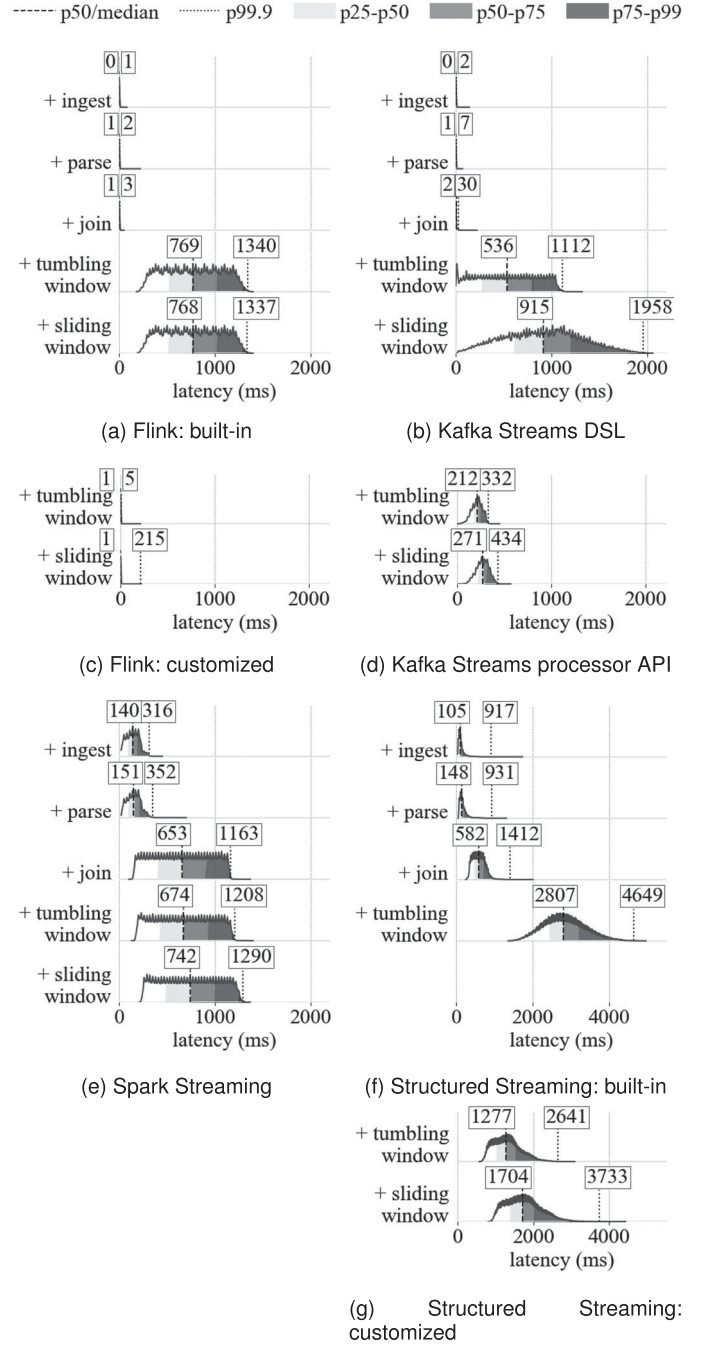 p50/median p99.9 p25-p50 p50-p75 p75-p99
0 1
+ ingest
1 2
+ parse
1 3
+ join
769 1340
+ tumbling
window
768 1337
+ sliding
window
0 1000 2000
latency (ms)
(a) Flink: built-in
0 2
+ ingest
1 7
+ parse
2 30
+ join
536 1112
+ tumbling
window
915 1958
+ sliding
window
0 1000 2000
latency (ms)
(b) Kafka Streams DSL
1 5
+ tumbling
window
1 215
+ sliding
window
0 1000 2000
latency (ms)
(c) Flink: customized
212 332
+ tumbling
window
271 434
+ sliding
window
0 1000 2000
latency (ms)
(d) Kafka Streams processor API
140 316
+ ingest
151 352
+ parse
653 1163
+ join
674 1208
+ tumbling
window
742 1290
+ sliding
window
0 1000 2000
latency (ms)
(e) Spark Streaming
105 917
+ ingest
148 931
+ parse
582 1412
+ join
2807 4649
+ tumbling
window
0 2000 4000
latency (ms)
(f) Structured Streaming: built-in
1277 2641
+ tumbling
window
1704 3733
+ sliding
window
0 2000 4000
latency (ms)
(g) Structured Streaming:
customized